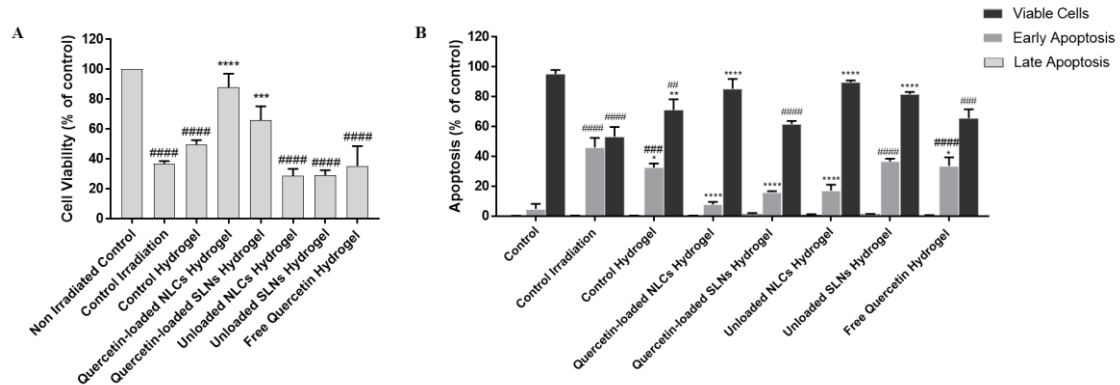 A
Cell Viability (% of control)
120
100
80
60
40
20
0
####
####
****
***
####
####
####
Non Irradiated Control
Control Irradiation
Control Hydrogel
Quercetin-loaded NLCs Hydrogel
Quercetin-loaded SLNs Hydrogel
Unloaded NLCs Hydrogel
Unloaded SLNs Hydrogel
Free Quercetin Hydrogel
B
Viable Cells
Early Apoptosis
Late Apoptosis
Apoptosis (% of control)
120
100
80
60
40
20
0
####
####
###
*
##
**
****
****
****
####
****
****
####
****
####
*
###
Control
Control Irradiation
Control Hydrogel
Quercetin-loaded NLCs Hydrogel
Quercetin-loaded SLNs Hydrogel
Unloaded NLCs Hydrogel
Unloaded SLNs Hydrogel
Free Quercetin Hydrogel